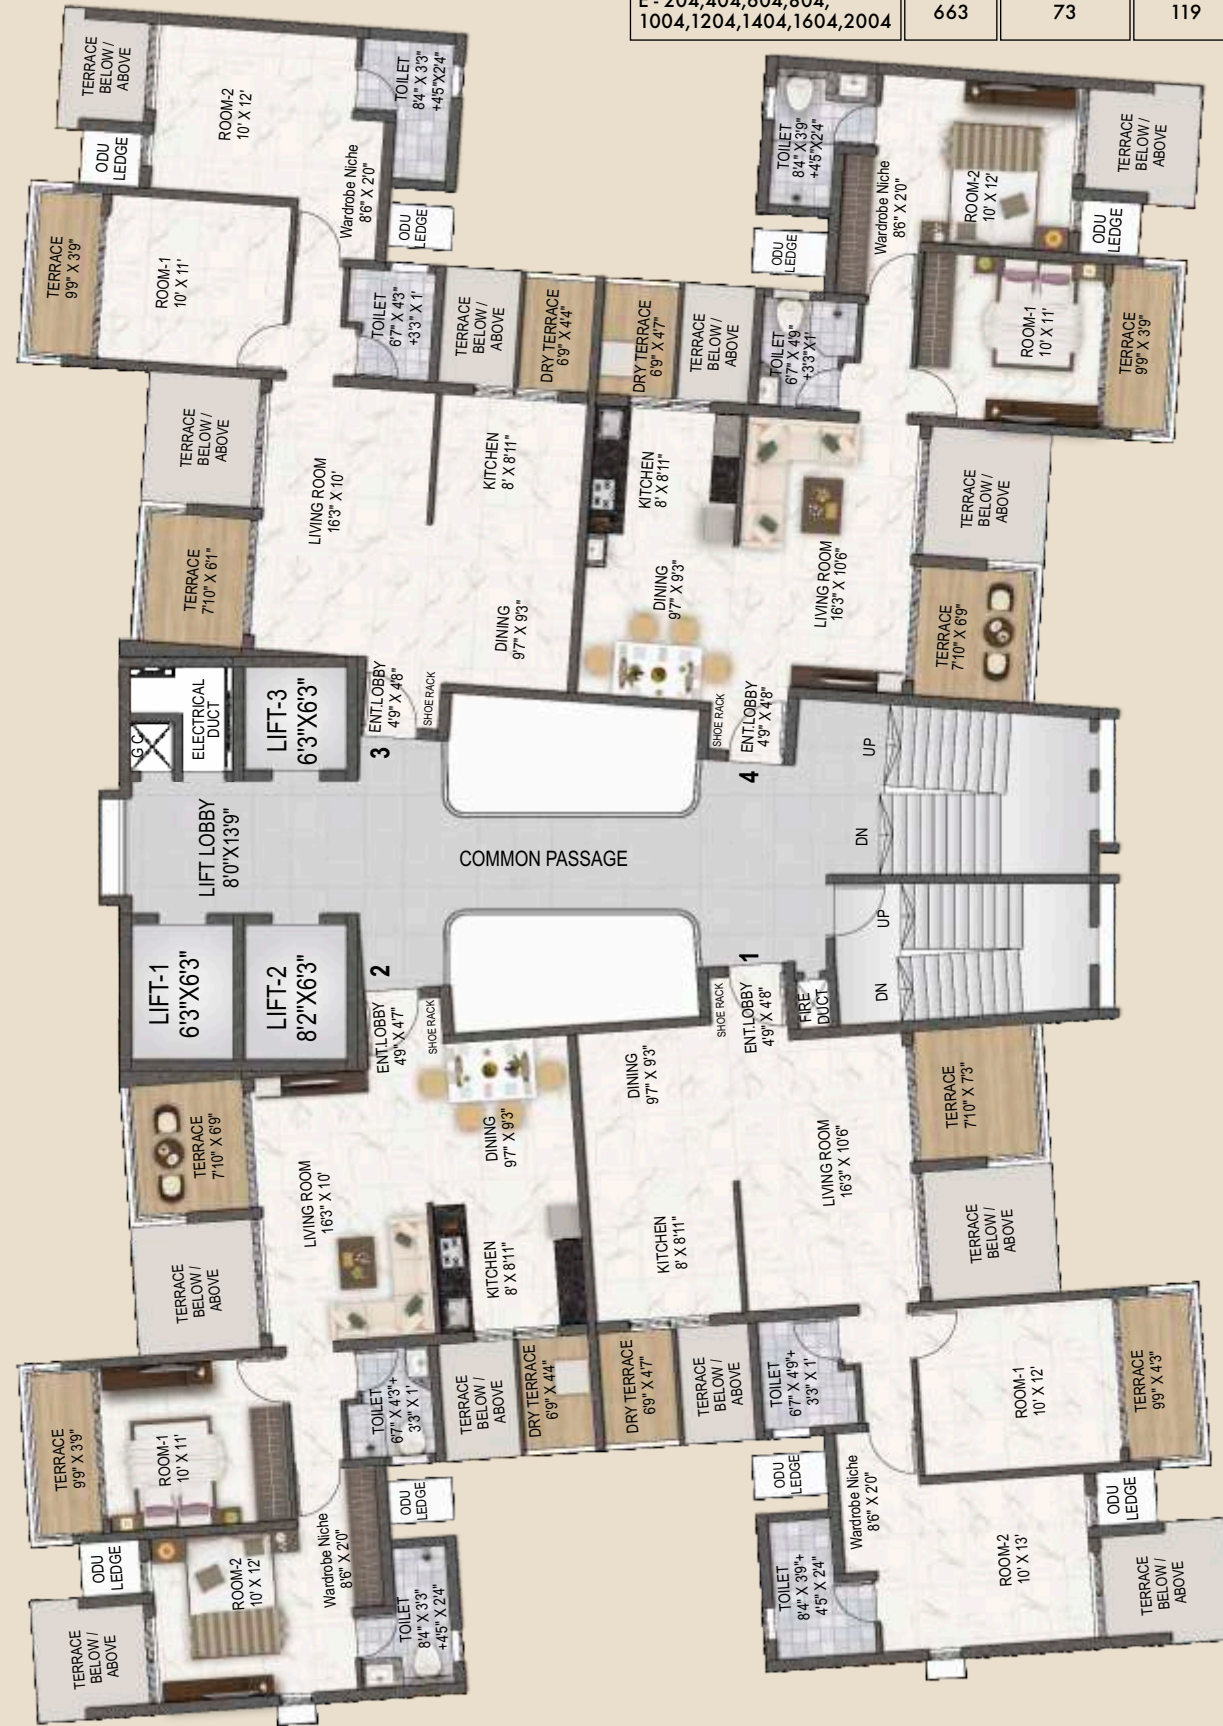 E - 204,404,604,804,
1004,1204,1404,1604,2004
663
73
119
TERRACE
BELOW /
ABOVE
ROOM-2
10' X 12'
TOILET
8'4" X 3'3"
+4'5"X2'4"
ODU
LEDGE
Wardrobe Niche
8'6" X 2'0"
ODU
LEDGE
TERRACE
9'9" X 3'9"
ROOM-1
10' X 11'
TOILET
6'7" X 4'3"
+3'3" X 1'
TERRACE
BELOW /
ABOVE
DRY TERRACE
6'9" X 4'4"
TERRACE
BELOW /
ABOVE
LIVING ROOM
16'3" X 10'
KITCHEN
8' X 8'11"
TERRACE
7'10" X 6'1"
DINING
9'7" X 9'3"
ENT.LOBBY
4'9" X 4'8"
SHOE RACK
3
TOILET
8'4" X 3'9"
+4'5"X2'4"
ROOM-2
10' X 12'
TERRACE
BELOW /
ABOVE
Wardrobe Niche
8'6" X 2'0"
ODU
LEDGE
ODU
LEDGE
DRY TERRACE
6'9" X 4'7"
TERRACE
BELOW /
ABOVE
TOILET
6'7" X 4'9"
+3'3"X1'
ROOM-1
10' X 11'
TERRACE
9'9" X 3'9"
KITCHEN
8' X 8'11"
TERRACE
BELOW /
ABOVE
DINING
9'7" X 9'3"
LIVING ROOM
16'3" X 10'6"
TERRACE
7'10" X 6'9"
SHOE RACK
ENT.LOBBY
4'9" X 4'8"
4
G C
ELECTRICAL
DUCT
LIFT-3
6'3"X6'3"
LIFT LOBBY
8'0"X13'9"
COMMON PASSAGE
UP
DN
UP
DN
LIFT-1
6'3"X6'3"
LIFT-2
8'2"X6'3"
2
ENT.LOBBY
4'9" X 4'7"
SHOE RACK
TERRACE
7'10" X 6'9"
LIVING ROOM
16'3" X 10'
DINING
9'7" X 9'3"
KITCHEN
8' X 8'11"
TERRACE
BELOW /
ABOVE
TERRACE
9'9" X 3'9"
ROOM-1
10' X 11'
TOILET
6'7" X 4'3"+
3'3" X 1'
TERRACE
BELOW /
ABOVE
DRY TERRACE
6'9" X 4'4"
ODU
LEDGE
ROOM-2
10' X 12'
Wardrobe Niche
8'6" X 2'0"
ODU
LEDGE
TERRACE
BELOW /
ABOVE
TOILET
8'4" X 3'3"
+4'5" X 2'4"
1
SHOE RACK
ENT.LOBBY
4'9" X 4'8"
FIRE
DUCT
DINING
9'7" X 9'3"
LIVING ROOM
16'3" X 10'6"
TERRACE
7'10" X 7'3"
KITCHEN
8' X 8'11"
TERRACE
BELOW /
ABOVE
DRY TERRACE
6'9" X 4'7"
TERRACE
BELOW /
ABOVE
TOILET
6'7" X 4'9"+
3'3" X 1'
ROOM-1
10' X 12'
TERRACE
9'9" X 4'3"
ODU
LEDGE
Wardrobe Niche
8'6" X 2'0"
ODU
LEDGE
TOILET
8'4" X 3'9"+
4'5" X 2'4"
ROOM-2
10' X 13'
TERRACE
BELOW /
ABOVE